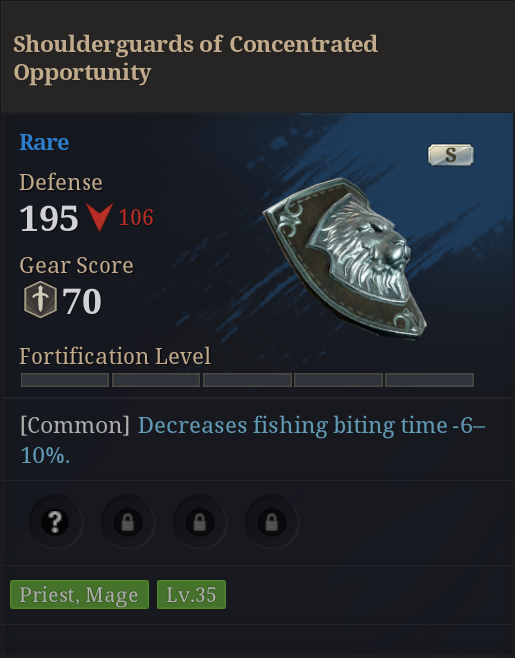 Shoulderguards of Concentrated
Opportunity
Rare
S
Defense
195 106
Gear Score
70
Fortification Level
[Common] Decreases fishing biting time -6–
10%.
?
Priest, Mage Lv.35